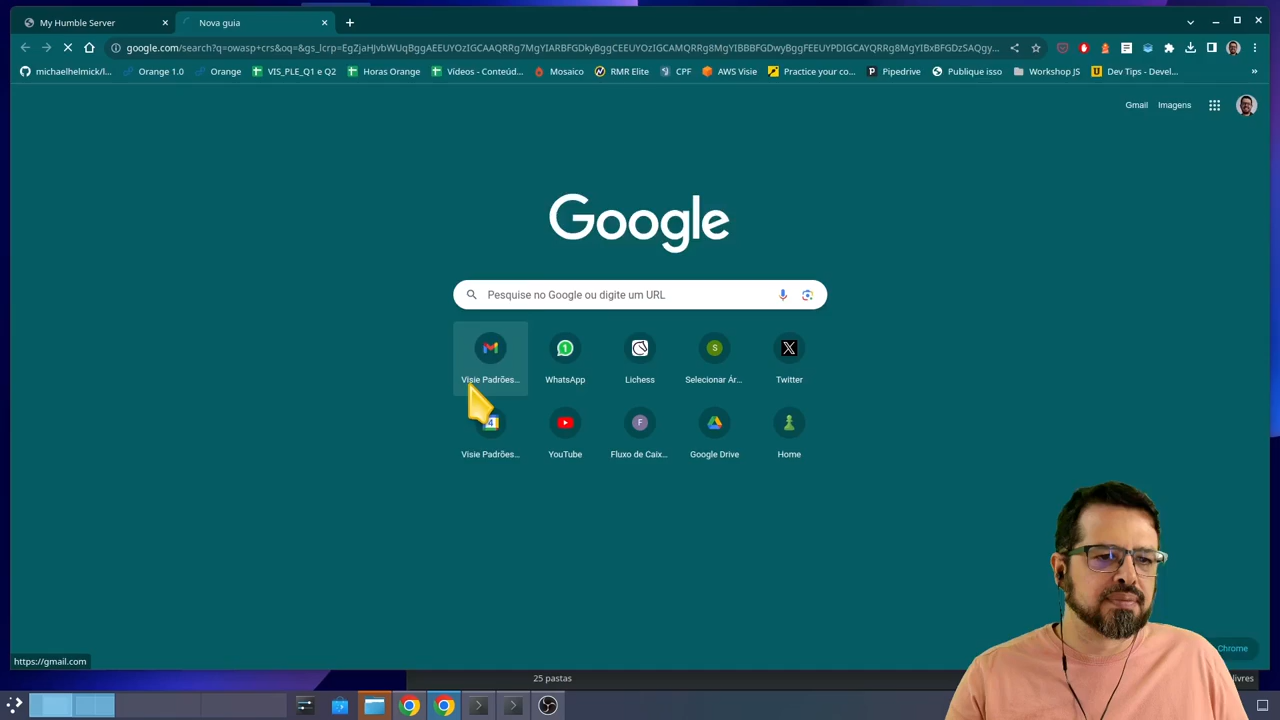 My Humble Server
Nova guia
google.com/search?q=owasp+crs&oq=&gs_lcrp=EgZjaHJvbWUqBggAEEUYOzIGCAAQRRg7MgYIARBFGDkyBggCEEUYOzIGCAMQRRg8MgYIBBBFGDwyBggFEEUYPDIGCAYQRRg8MgYIBxBFGDzSAQgy...
michaelhelmick/l...
Orange 1.0
Orange
VIS_PLE_Q1 e Q2
Horas Orange
Vídeos - Conteúd...
Mosaico
RMR Elite
CPF
AWS Visie
Practice your co...
Pipedrive
Publique isso
Workshop JS
Dev Tips - Devel...
»
Gmail
Imagens
Google
Pesquise no Google ou digite um URL
Visie Padrões...
WhatsApp
Lichess
Selecionar Ár...
Twitter
Visie Padrões...
YouTube
Fluxo de Caix...
Google Drive
Home
Chrome
https://gmail.com
25 pastas
livres